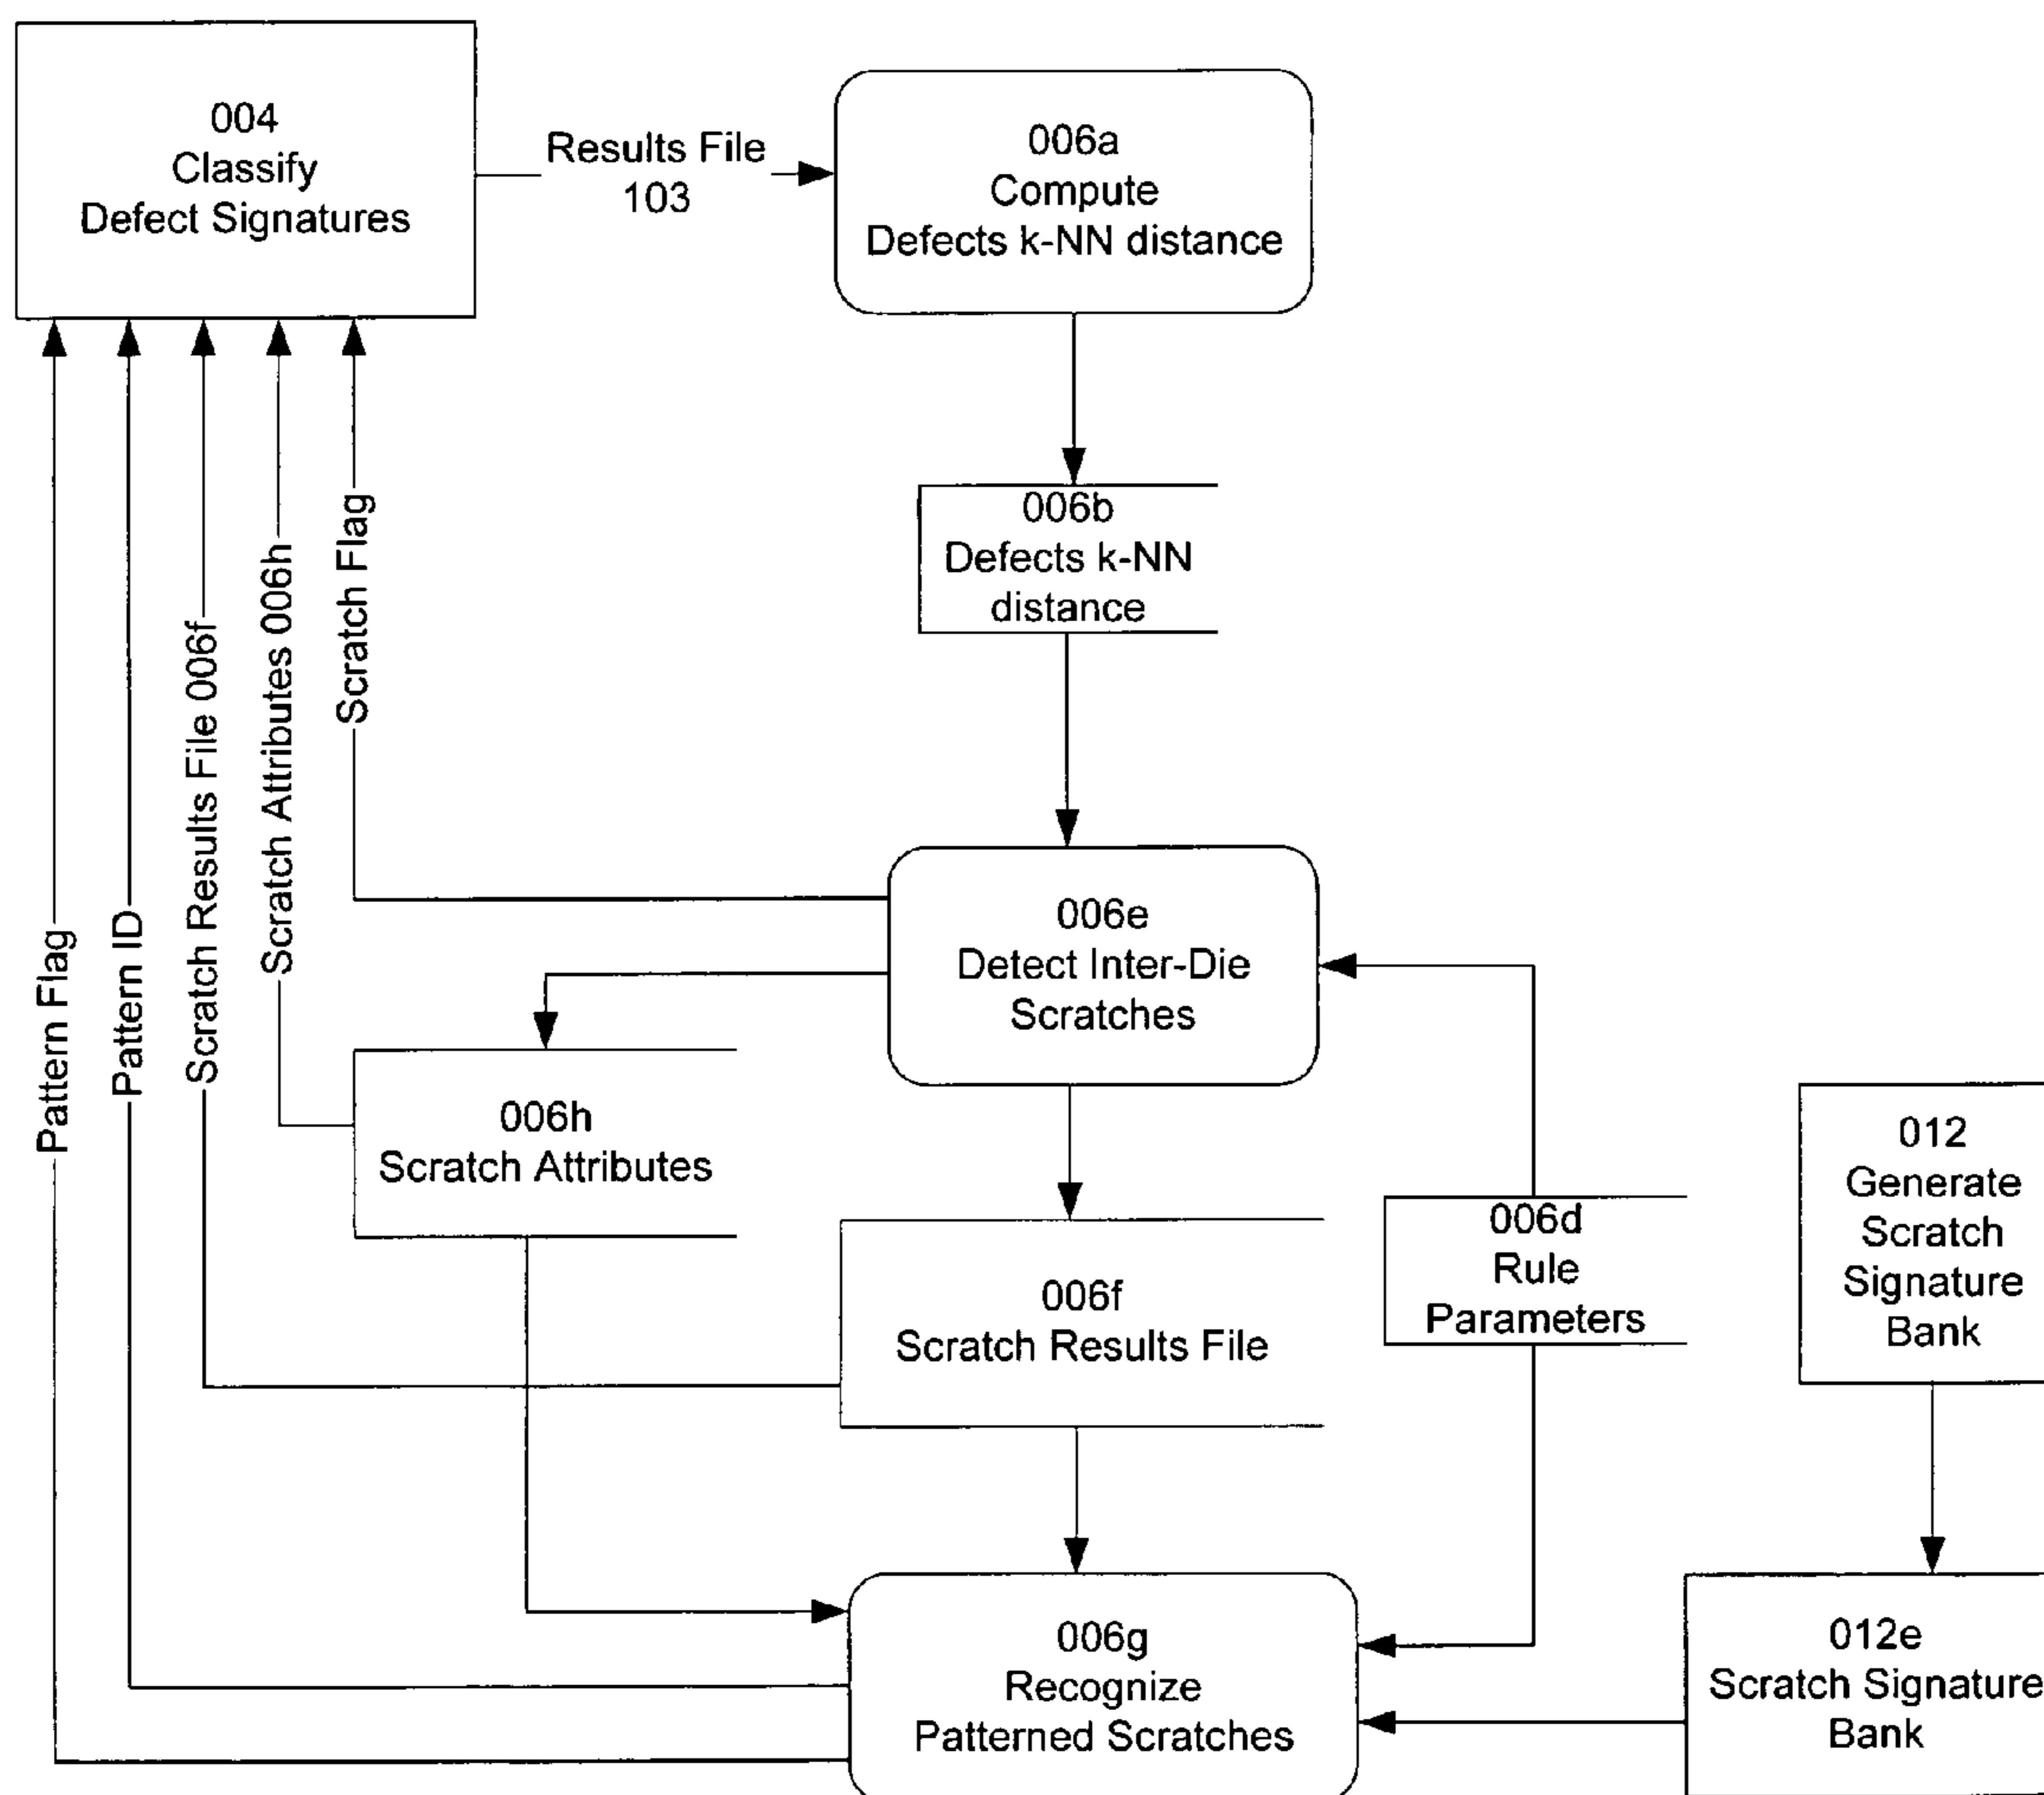 004
Classify
Defect Signatures
Results File
103
006a
Compute
Defects k-NN distance
006b
Defects k-NN
distance
Scratch Flag
Scratch Attributes 006h
Scratch Results File 006f
Pattern ID
Pattern Flag
006e
Detect Inter-Die
Scratches
006h
Scratch Attributes
006f
Scratch Results File
006d
Rule
Parameters
012
Generate
Scratch
Signature
Bank
006g
Recognize
Patterned Scratches
012e
Scratch Signature
Bank